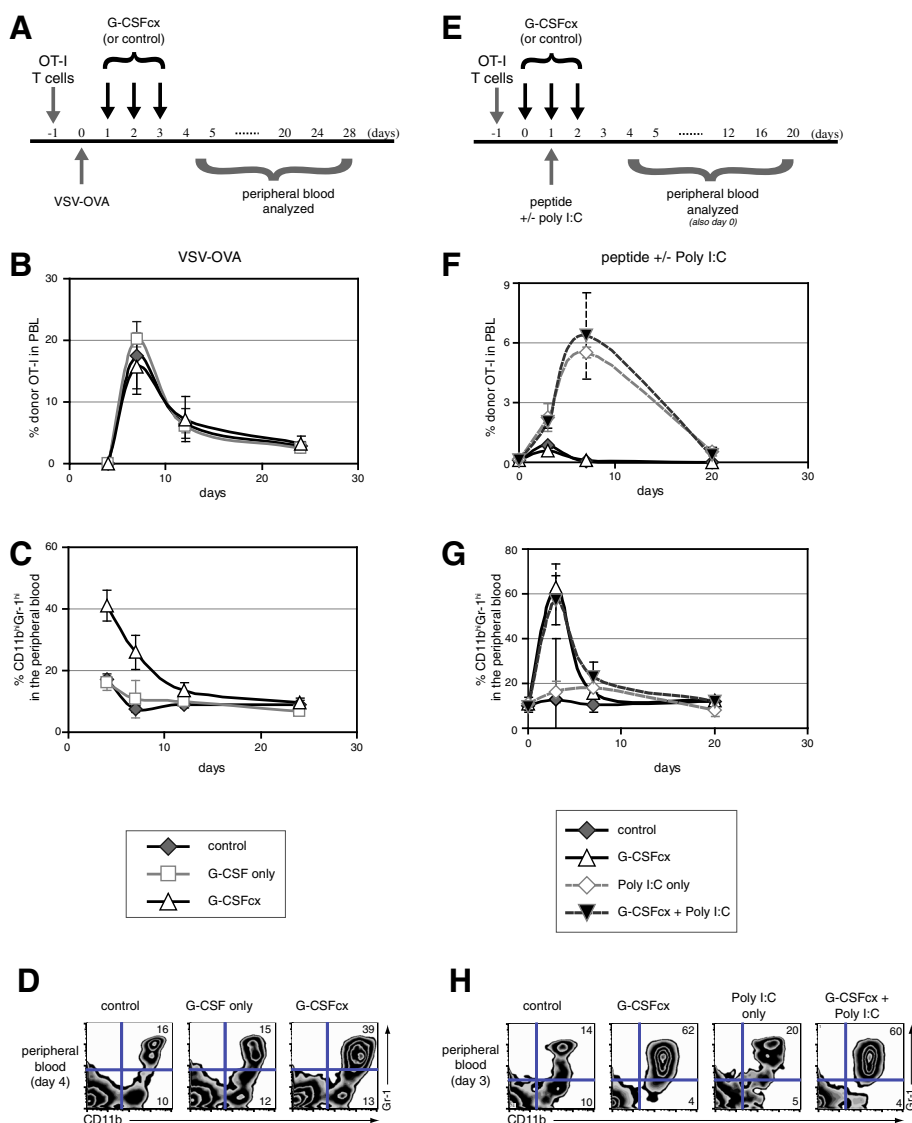 A
G-CSFcx
(or control)
OT-I
T cells
-1 0 1 2 3 4 5 ....... 20 24 28 (days)
VSV-OVA
peripheral blood
analyzed
B
VSV-OVA
% donor OT-I in PBL
30
20
10
0
0 10 20 30
days
C
% CD11bhiGr-1hi
in the peripheral blood
60
40
20
0
0 10 20 30
days
control
G-CSF only
G-CSFcx
D
control G-CSF only G-CSFcx
peripheral
blood
(day 4)
16 15 39
10 12 13
Gr-1
CD11b
E
G-CSFcx
(or control)
OT-I
T cells
-1 0 1 2 3 4 5 ....... 12 16 20 (days)
peptide
+/- poly I:C
peripheral blood
analyzed
(also day 0)
F
peptide +/- Poly I:C
% donor OT-I in PBL
9
6
3
0
0 10 20 30
days
G
% CD11bhiGr-1hi
in the peripheral blood
80
60
40
20
0
0 10 20 30
days
control
G-CSFcx
Poly I:C only
G-CSFcx + Poly I:C
H
control G-CSFcx Poly I:C
only G-CSFcx +
Poly I:C
peripheral
blood
(day 3)
14 62 20 60
10 4 5 4
Gr-1
CD11b